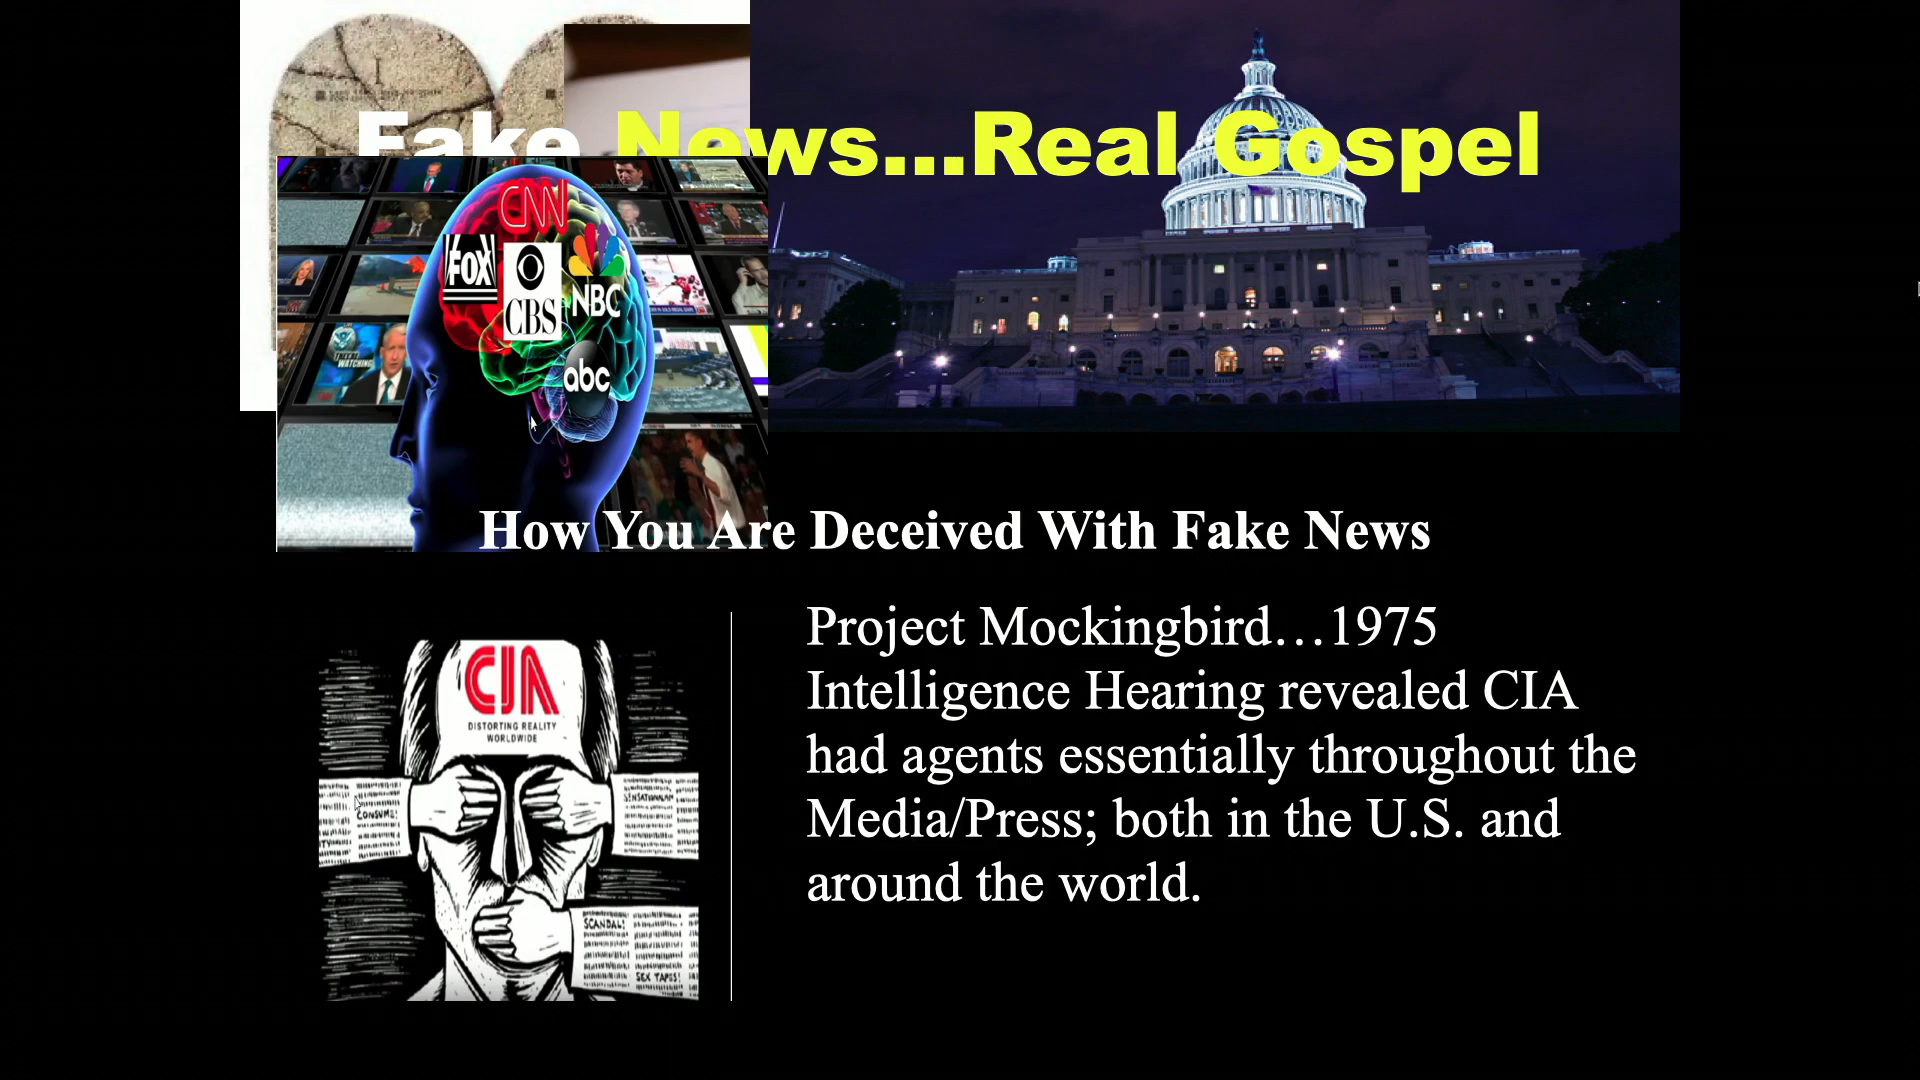 Fake News...Real Gospel
CNN
FOX
CBS
NBC
abc
How You Are Deceived With Fake News
Project Mockingbird…1975
Intelligence Hearing revealed CIA
had agents essentially throughout the
Media/Press; both in the U.S. and
around the world.
CIA
DISTORTING REALITY
WORLDWIDE
CONSUME!
SENSATIONALISM
SCANDAL!
SEX TAPES!